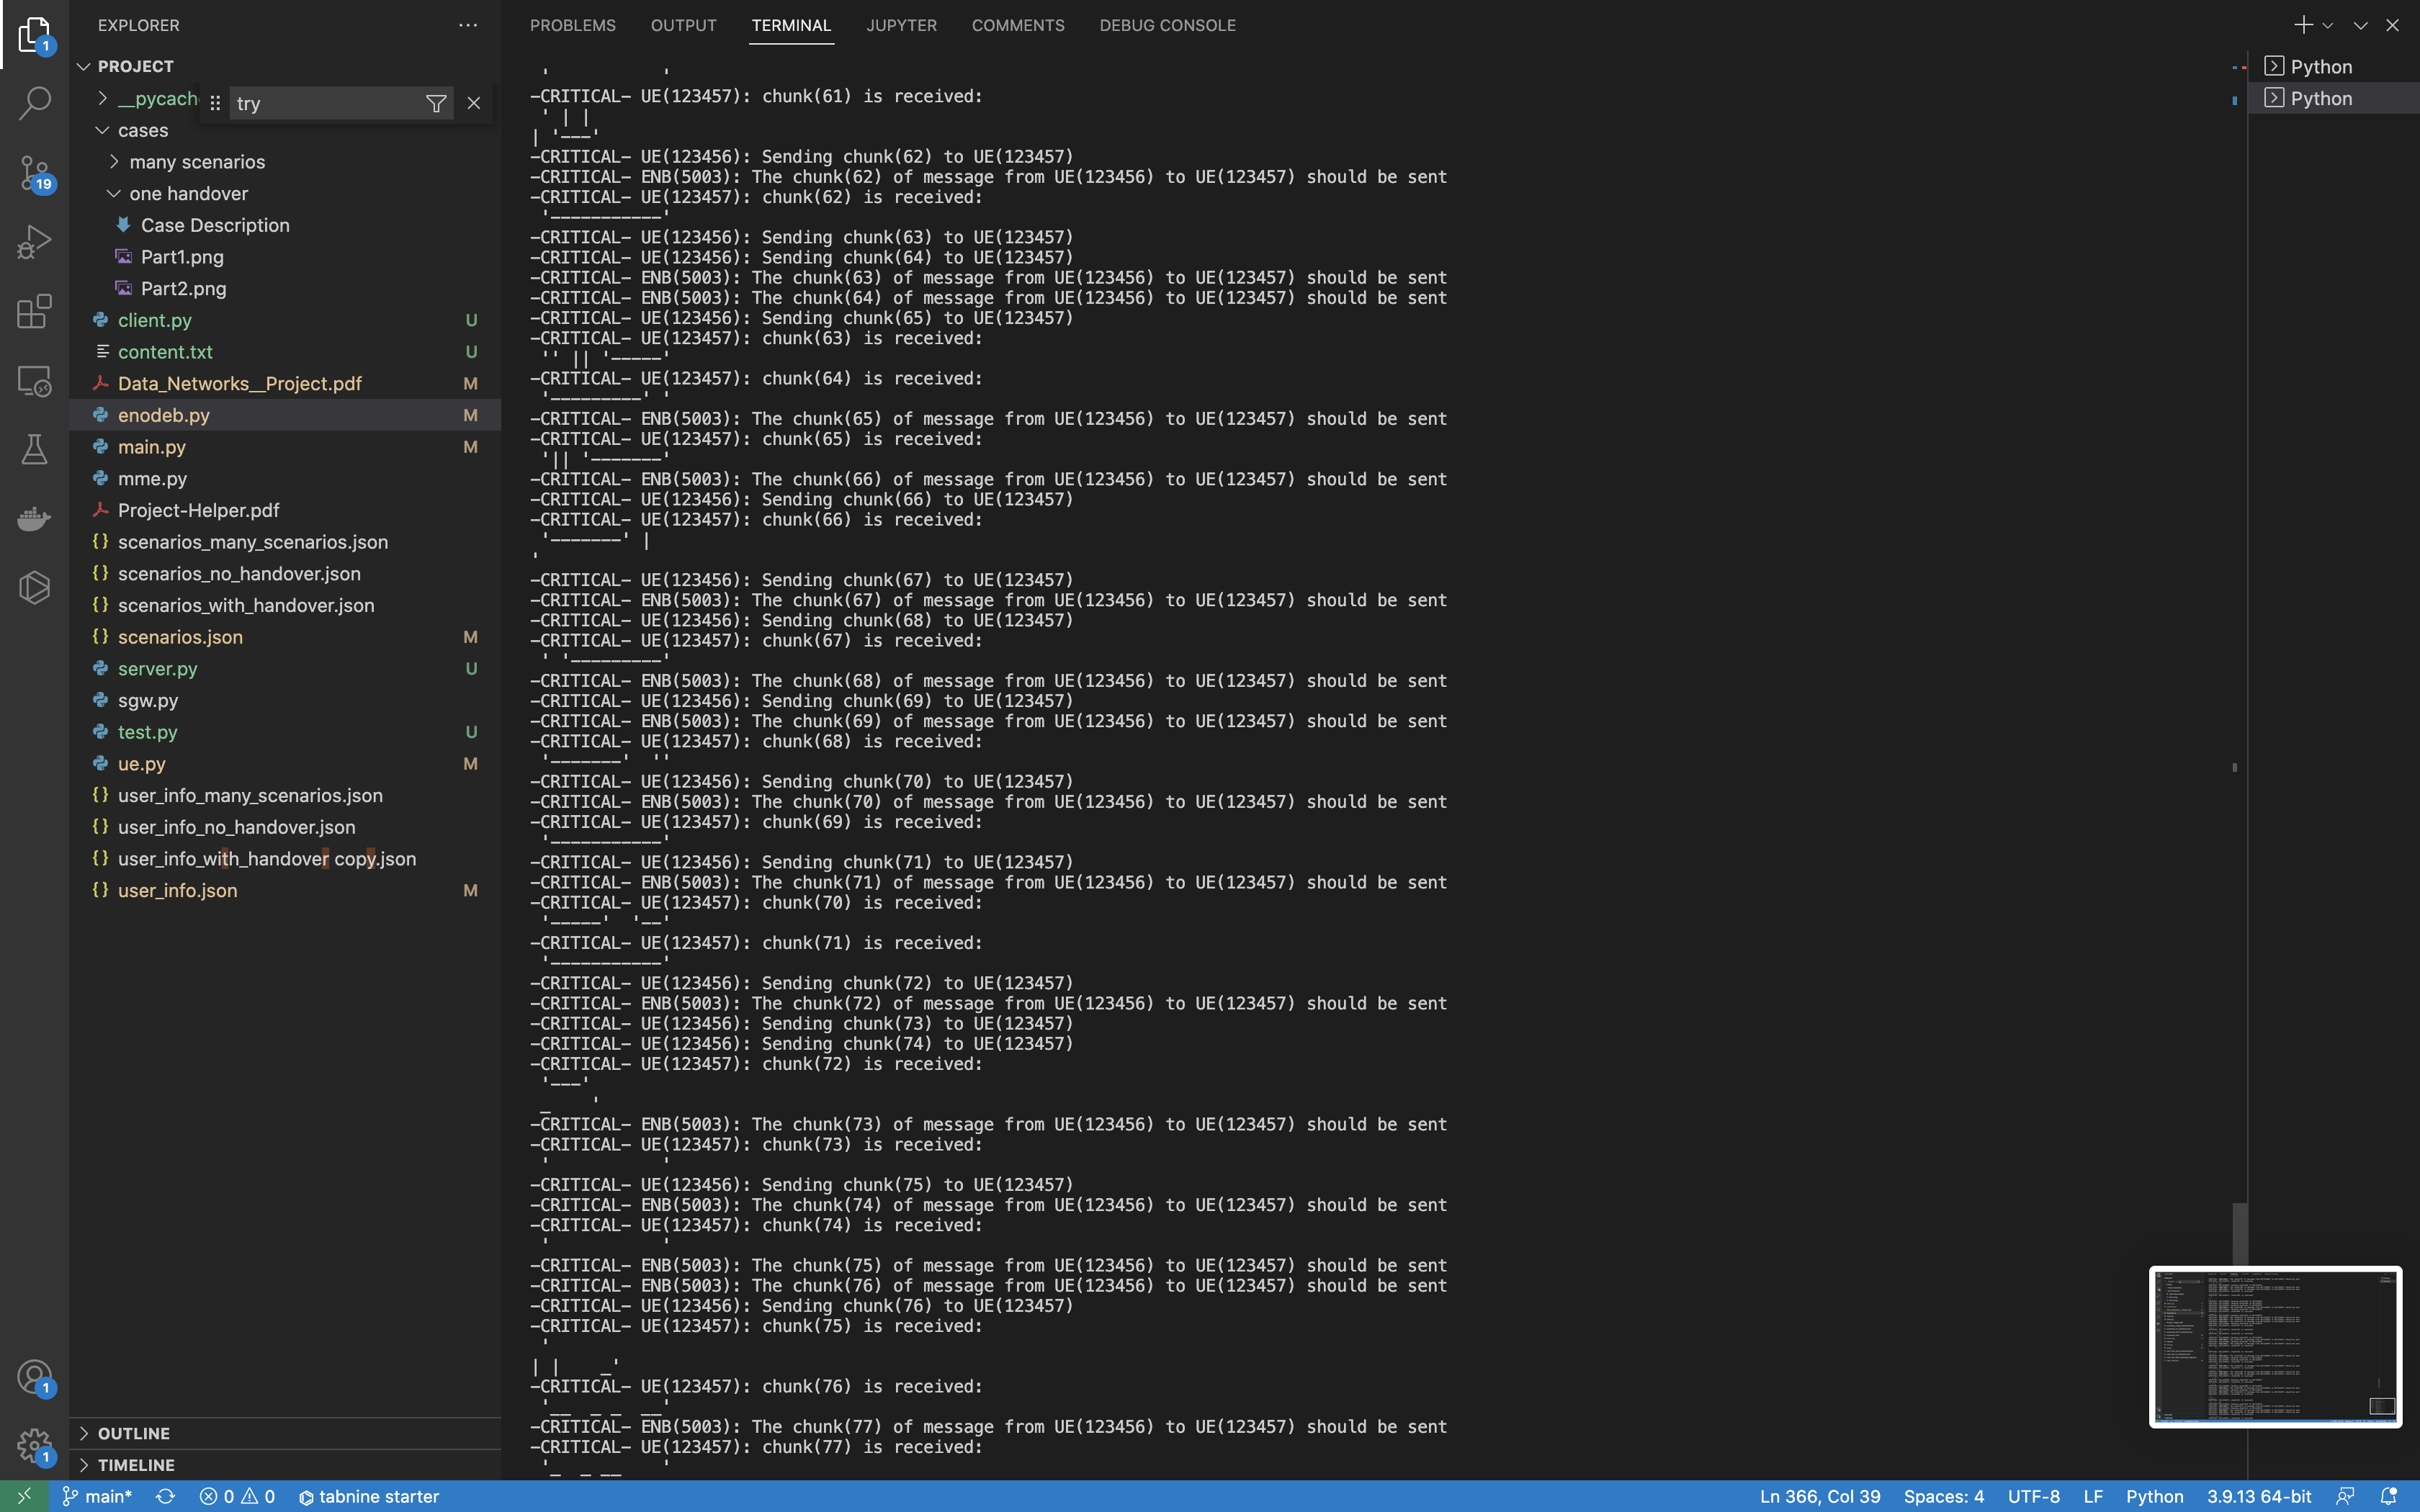 EXPLORER
PROJECT
__pycach
try
cases
many scenarios
one handover
Case Description
Part1.png
Part2.png
client.py U
content.txt U
Data_Networks__Project.pdf M
enodeb.py M
main.py M
mme.py
Project-Helper.pdf
scenarios_many_scenarios.json
scenarios_no_handover.json
scenarios_with_handover.json
scenarios.json M
server.py U
sgw.py
test.py U
ue.py M
user_info_many_scenarios.json
user_info_no_handover.json
user_info_with_handover copy.json
user_info.json M
OUTLINE
TIMELINE
1
19
1
1
PROBLEMS OUTPUT TERMINAL JUPYTER COMMENTS DEBUG CONSOLE
Python
Python
'           '
-CRITICAL- UE(123457): chunk(61) is received:
' | |
| '---'
-CRITICAL- UE(123456): Sending chunk(62) to UE(123457)
-CRITICAL- ENB(5003): The chunk(62) of message from UE(123456) to UE(123457) should be sent
-CRITICAL- UE(123457): chunk(62) is received:
'-----------'
-CRITICAL- UE(123456): Sending chunk(63) to UE(123457)
-CRITICAL- UE(123456): Sending chunk(64) to UE(123457)
-CRITICAL- ENB(5003): The chunk(63) of message from UE(123456) to UE(123457) should be sent
-CRITICAL- ENB(5003): The chunk(64) of message from UE(123456) to UE(123457) should be sent
-CRITICAL- UE(123456): Sending chunk(65) to UE(123457)
-CRITICAL- UE(123457): chunk(63) is received:
'' || '-----'
-CRITICAL- UE(123457): chunk(64) is received:
'---------' '
-CRITICAL- ENB(5003): The chunk(65) of message from UE(123456) to UE(123457) should be sent
-CRITICAL- UE(123457): chunk(65) is received:
'|| '-------'
-CRITICAL- ENB(5003): The chunk(66) of message from UE(123456) to UE(123457) should be sent
-CRITICAL- UE(123456): Sending chunk(66) to UE(123457)
-CRITICAL- UE(123457): chunk(66) is received:
'-------' |
'
-CRITICAL- UE(123456): Sending chunk(67) to UE(123457)
-CRITICAL- ENB(5003): The chunk(67) of message from UE(123456) to UE(123457) should be sent
-CRITICAL- UE(123456): Sending chunk(68) to UE(123457)
-CRITICAL- UE(123457): chunk(67) is received:
' '---------'
-CRITICAL- ENB(5003): The chunk(68) of message from UE(123456) to UE(123457) should be sent
-CRITICAL- UE(123456): Sending chunk(69) to UE(123457)
-CRITICAL- ENB(5003): The chunk(69) of message from UE(123456) to UE(123457) should be sent
-CRITICAL- UE(123457): chunk(68) is received:
'-------'  ''
-CRITICAL- UE(123456): Sending chunk(70) to UE(123457)
-CRITICAL- ENB(5003): The chunk(70) of message from UE(123456) to UE(123457) should be sent
-CRITICAL- UE(123457): chunk(69) is received:
'-----------'
-CRITICAL- UE(123456): Sending chunk(71) to UE(123457)
-CRITICAL- ENB(5003): The chunk(71) of message from UE(123456) to UE(123457) should be sent
-CRITICAL- UE(123457): chunk(70) is received:
'-----'  '--'
-CRITICAL- UE(123457): chunk(71) is received:
'-----------'
-CRITICAL- UE(123456): Sending chunk(72) to UE(123457)
-CRITICAL- ENB(5003): The chunk(72) of message from UE(123456) to UE(123457) should be sent
-CRITICAL- UE(123456): Sending chunk(73) to UE(123457)
-CRITICAL- UE(123456): Sending chunk(74) to UE(123457)
-CRITICAL- UE(123457): chunk(72) is received:
'---'
_    '
-CRITICAL- ENB(5003): The chunk(73) of message from UE(123456) to UE(123457) should be sent
-CRITICAL- UE(123457): chunk(73) is received:
'           '
-CRITICAL- UE(123456): Sending chunk(75) to UE(123457)
-CRITICAL- ENB(5003): The chunk(74) of message from UE(123456) to UE(123457) should be sent
-CRITICAL- UE(123457): chunk(74) is received:
'           '
-CRITICAL- ENB(5003): The chunk(75) of message from UE(123456) to UE(123457) should be sent
-CRITICAL- ENB(5003): The chunk(76) of message from UE(123456) to UE(123457) should be sent
-CRITICAL- UE(123456): Sending chunk(76) to UE(123457)
-CRITICAL- UE(123457): chunk(75) is received:
'
| |    _'
-CRITICAL- UE(123457): chunk(76) is received:
'__  _ _  __'
-CRITICAL- ENB(5003): The chunk(77) of message from UE(123456) to UE(123457) should be sent
-CRITICAL- UE(123457): chunk(77) is received:
'_  _ __    '
main* 0 0 tabnine starter Ln 366, Col 39 Spaces: 4 UTF-8 LF Python 3.9.13 64-bit